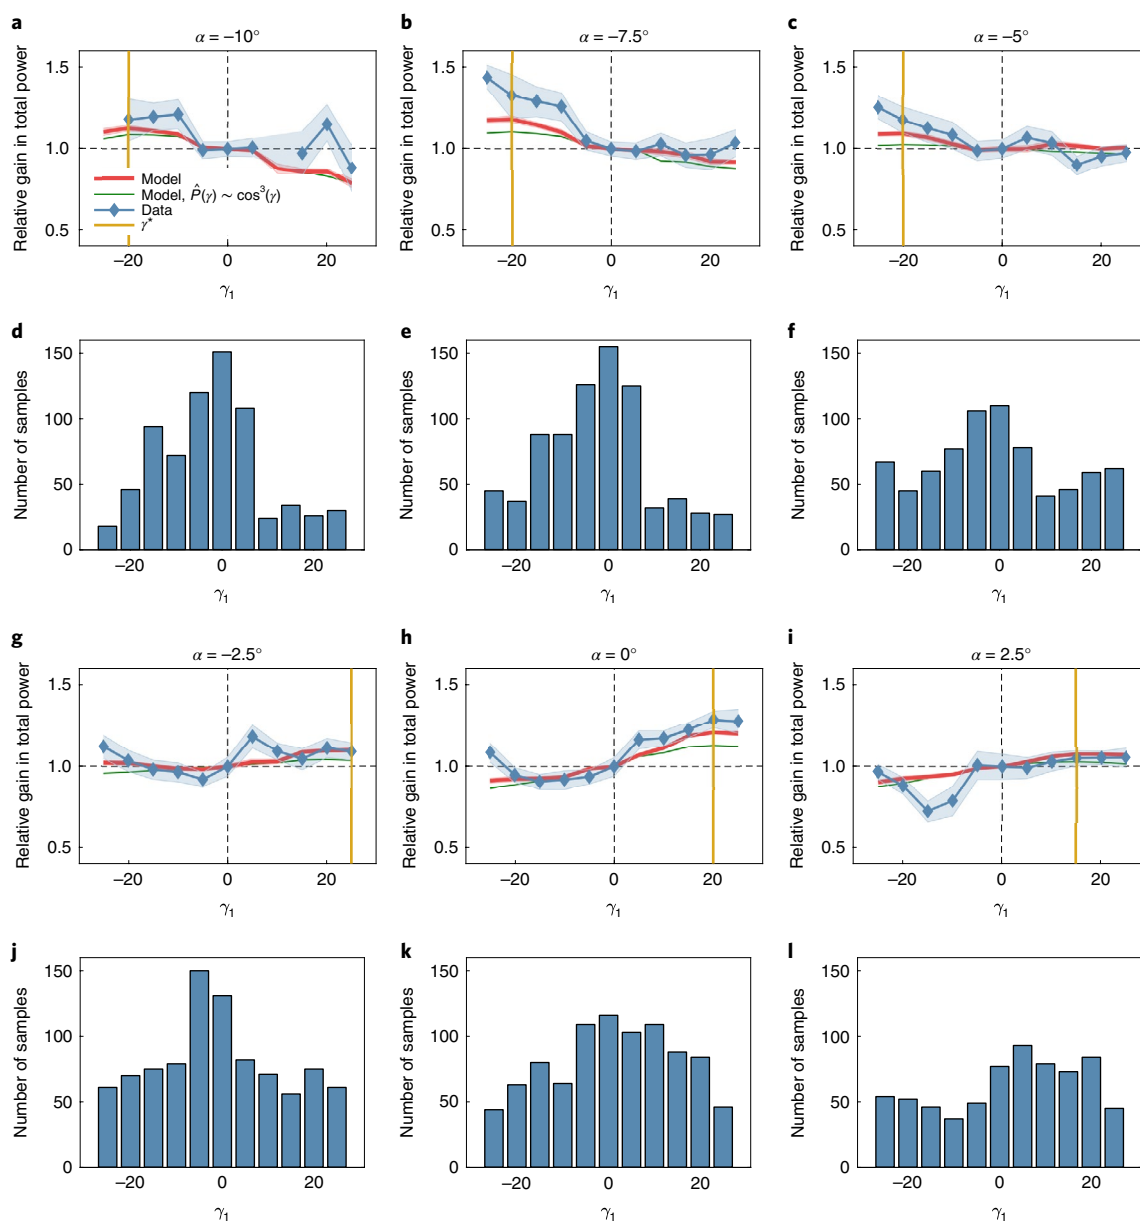 a
α = –10°
Relative gain in total power
1.5
1.0
0.5
Model
Model, P̂(γ) ~ cos³(γ)
Data
γ*
–20
0
20
γ₁
b
α = –7.5°
Relative gain in total power
1.5
1.0
0.5
–20
0
20
γ₁
c
α = –5°
Relative gain in total power
1.5
1.0
0.5
–20
0
20
γ₁
d
Number of samples
150
100
50
0
–20
0
20
γ₁
e
Number of samples
150
100
50
0
–20
0
20
γ₁
f
Number of samples
150
100
50
0
–20
0
20
γ₁
g
α = –2.5°
Relative gain in total power
1.5
1.0
0.5
–20
0
20
γ₁
h
α = 0°
Relative gain in total power
1.5
1.0
0.5
–20
0
20
γ₁
i
α = 2.5°
Relative gain in total power
1.5
1.0
0.5
–20
0
20
γ₁
j
Number of samples
150
100
50
0
–20
0
20
γ₁
k
Number of samples
150
100
50
0
–20
0
20
γ₁
l
Number of samples
150
100
50
0
–20
0
20
γ₁